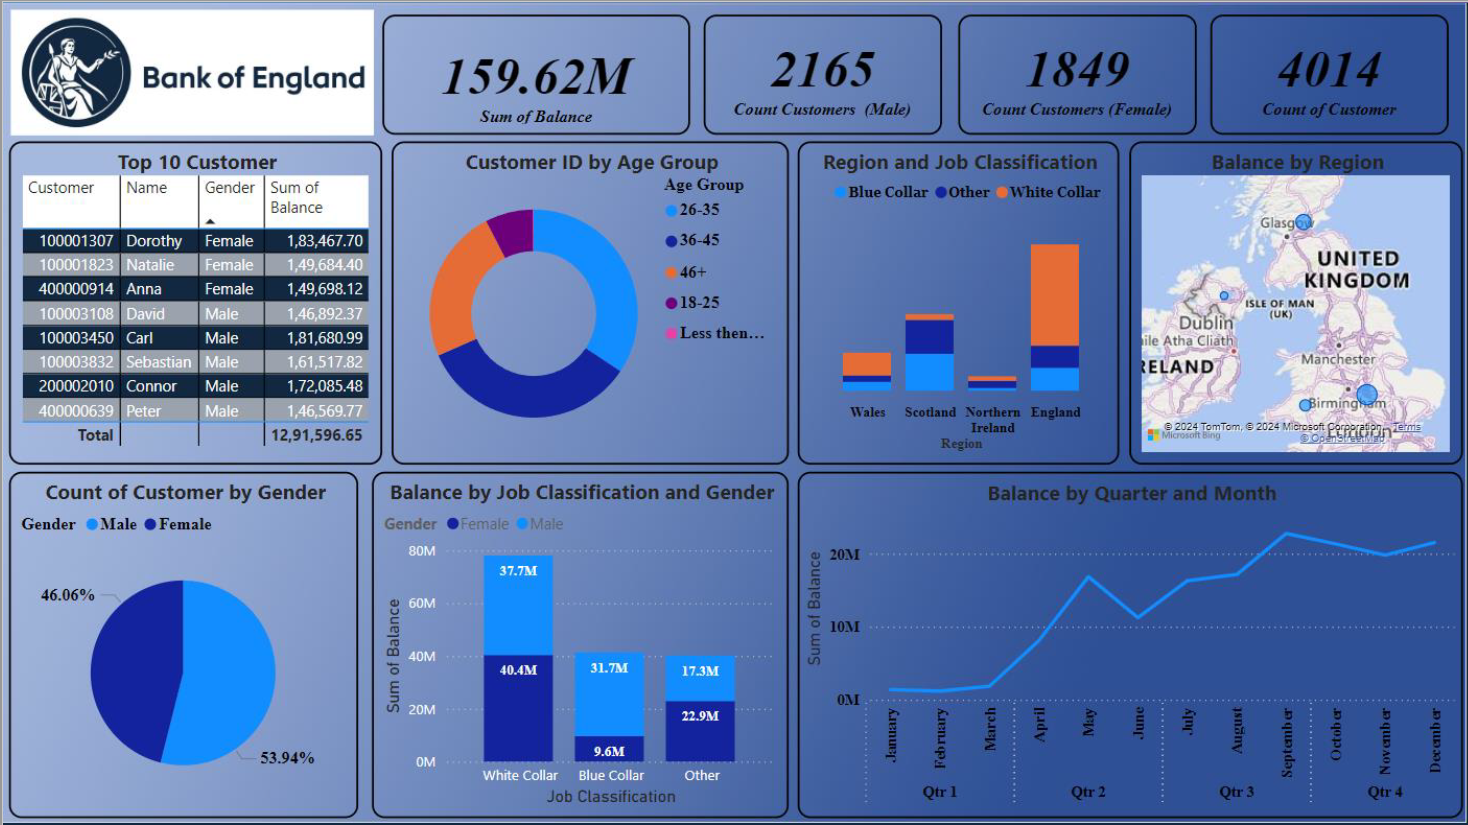 Bank of England
159.62M
Sum of Balance
2165
Count Customers (Male)
1849
Count Customers (Female)
4014
Count of Customer
Top 10 Customer
Customer Name Gender Sum of
Balance
100001307 Dorothy Female 1,83,467.70
100001823 Natalie Female 1,49,684.40
400000914 Anna Female 1,49,698.12
100003108 David Male 1,46,892.37
100003450 Carl Male 1,81,680.99
100003832 Sebastian Male 1,61,517.82
200002010 Connor Male 1,72,085.48
400000639 Peter Male 1,46,569.77
Total 12,91,596.65
Customer ID by Age Group
Age Group
26-35
36-45
46+
18-25
Less then...
Region and Job Classification
Blue Collar Other White Collar
Wales Scotland Northern England
Ireland
Region
Balance by Region
Glasgow
UNITED
KINGDOM
ISLE OF MAN
(UK)
Dublin
aile Atha Cliath
RELAND
Manchester
Birmingham
London
© 2024 TomTom, © 2024 Microsoft Corporation, Terms
Microsoft Bing © OpenStreetMap
Count of Customer by Gender
Gender Male Female
46.06%
53.94%
Balance by Job Classification and Gender
Gender Female Male
Sum of Balance
80M
60M
40M
20M
0M
37.7M
40.4M
31.7M
9.6M
17.3M
22.9M
White Collar Blue Collar Other
Job Classification
Balance by Quarter and Month
Sum of Balance
20M
10M
0M
January February March April May June July August September October November December
Qtr 1 Qtr 2 Qtr 3 Qtr 4